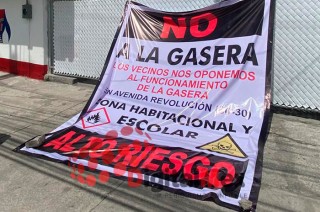 NO
A LA GASERA
LOS VECINOS NOS OPONEMOS
AL FUNCIONAMIENTO
DE LA GASERA
EN AVENIDA REVOLUCIÓN
ZONA HABITACIONAL Y
ESCOLAR
ALTO RIESGO